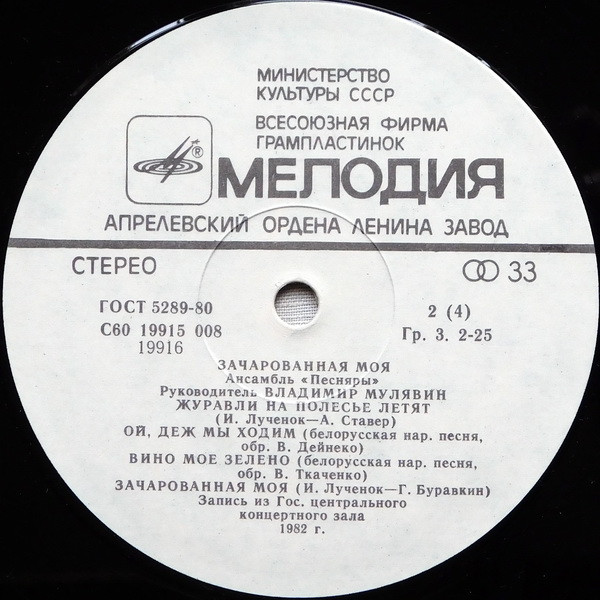 МИНИСТЕРСТВО
КУЛЬТУРЫ СССР
ВСЕСОЮЗНАЯ ФИРМА
ГРАМПЛАСТИНОК
®
МЕЛОДИЯ
АПРЕЛЕВСКИЙ ОРДЕНА ЛЕНИНА ЗАВОД
СТЕРЕО
33
ГОСТ 5289-80
2 (4)
С60 19915 008
Гр. 3. 2-25
19916
ЗАЧАРОВАННАЯ МОЯ
Ансамбль «Песняры»
Руководитель ВЛАДИМИР МУЛЯВИН
ЖУРАВЛИ НА ПОЛЕСЬЕ ЛЕТЯТ
(И. Лученок—А. Ставер)
ОЙ, ДЕЖ МЫ ХОДИМ (белорусская нар. песня,
обр. В. Дейнеко)
ВИНО МОЕ ЗЕЛЕНО (белорусская нар. песня,
обр. В. Ткаченко)
ЗАЧАРОВАННАЯ МОЯ (И. Лученок—Г. Буравкин)
Запись из Гос. центрального
концертного зала
1982 г.